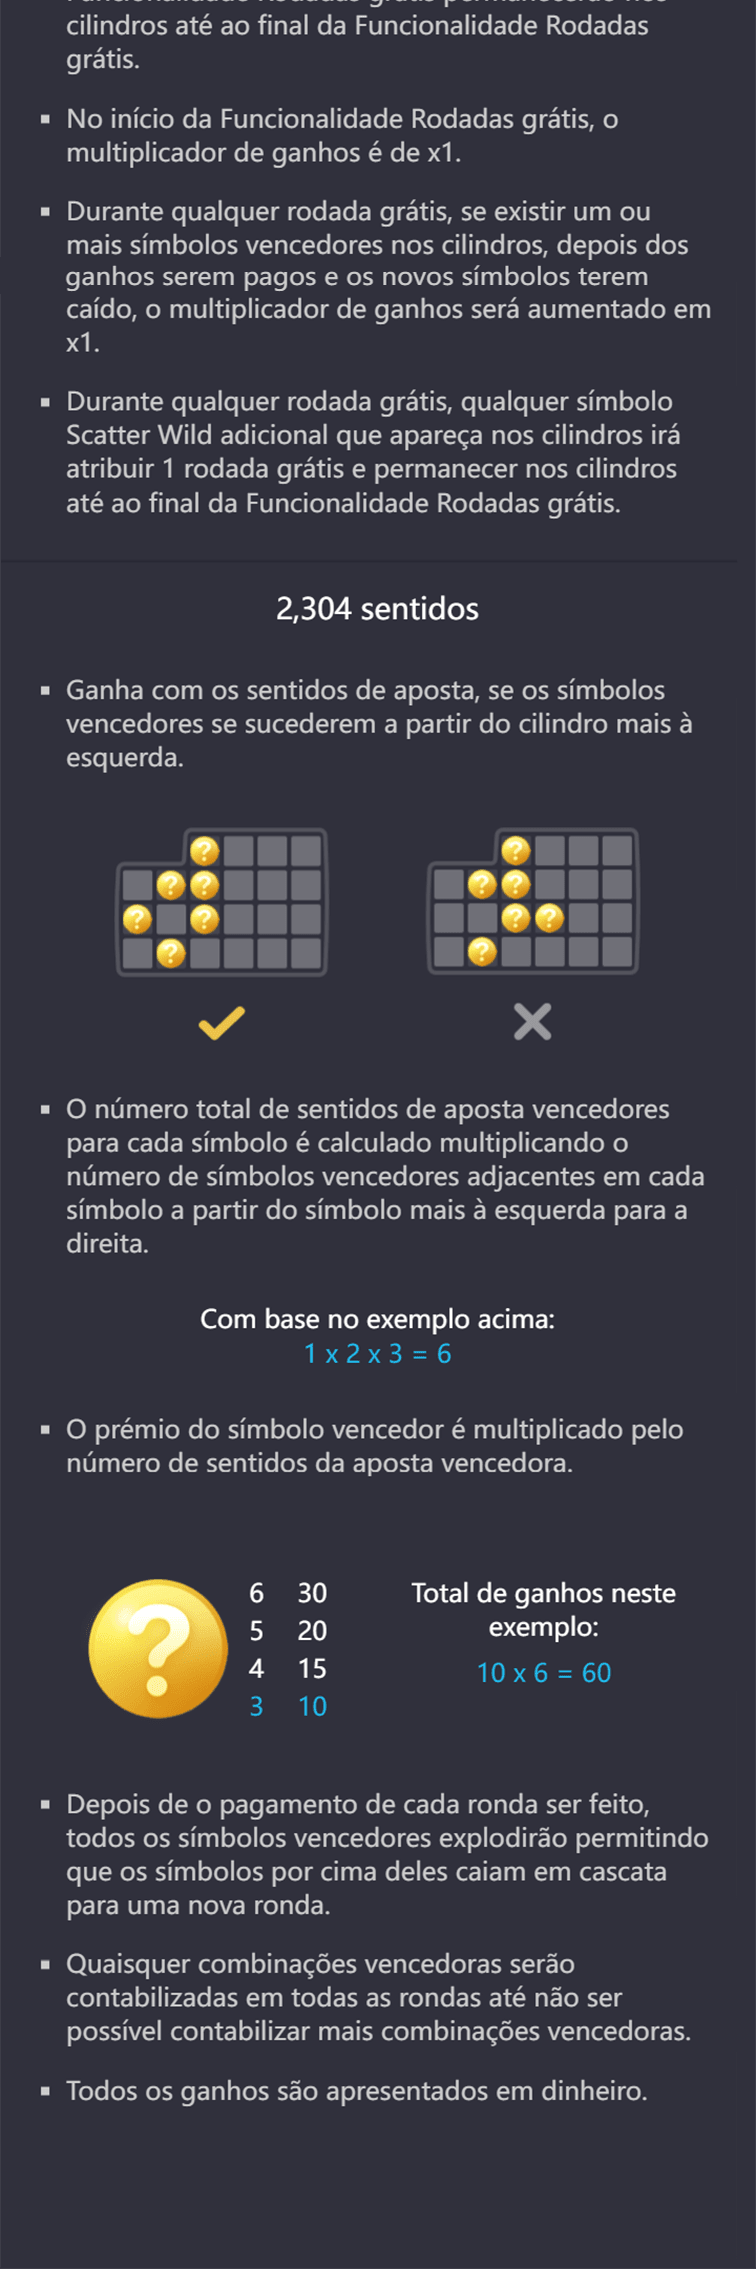 cilindros até ao final da Funcionalidade Rodadas
grátis.
No início da Funcionalidade Rodadas grátis, o
multiplicador de ganhos é de x1.
Durante qualquer rodada grátis, se existir um ou
mais símbolos vencedores nos cilindros, depois dos
ganhos serem pagos e os novos símbolos terem
caído, o multiplicador de ganhos será aumentado em
x1.
Durante qualquer rodada grátis, qualquer símbolo
Scatter Wild adicional que apareça nos cilindros irá
atribuir 1 rodada grátis e permanecer nos cilindros
até ao final da Funcionalidade Rodadas grátis.
2,304 sentidos
Ganha com os sentidos de aposta, se os símbolos
vencedores se sucederem a partir do cilindro mais à
esquerda.
O número total de sentidos de aposta vencedores
para cada símbolo é calculado multiplicando o
número de símbolos vencedores adjacentes em cada
símbolo a partir do símbolo mais à esquerda para a
direita.
Com base no exemplo acima:
1 x 2 x 3 = 6
O prémio do símbolo vencedor é multiplicado pelo
número de sentidos da aposta vencedora.
?
6 30
5 20
4 15
3 10
Total de ganhos neste
exemplo:
10 x 6 = 60
Depois de o pagamento de cada ronda ser feito,
todos os símbolos vencedores explodirão permitindo
que os símbolos por cima deles caiam em cascata
para uma nova ronda.
Quaisquer combinações vencedoras serão
contabilizadas em todas as rondas até não ser
possível contabilizar mais combinações vencedoras.
Todos os ganhos são apresentados em dinheiro.